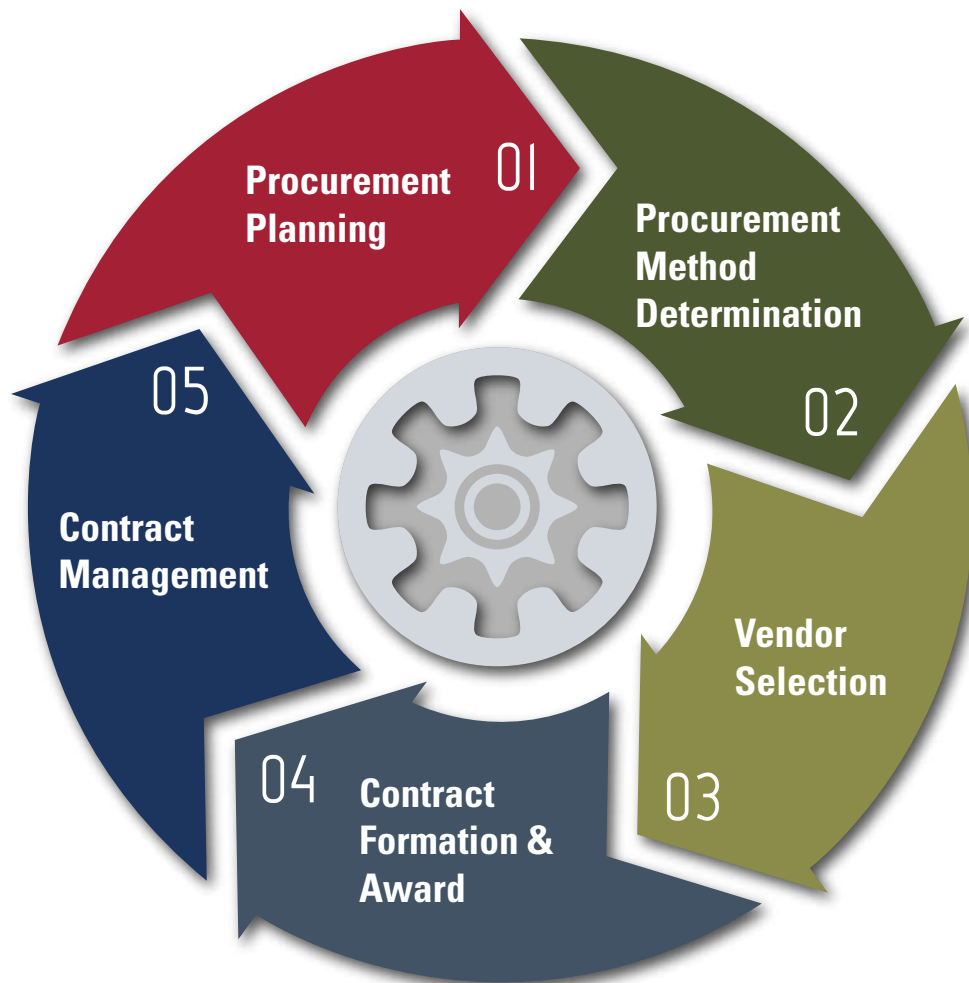 01
Procurement
Planning
Procurement
Method
Determination
02
Vendor
Selection
03
04
Contract
Formation &
Award
05
Contract
Management